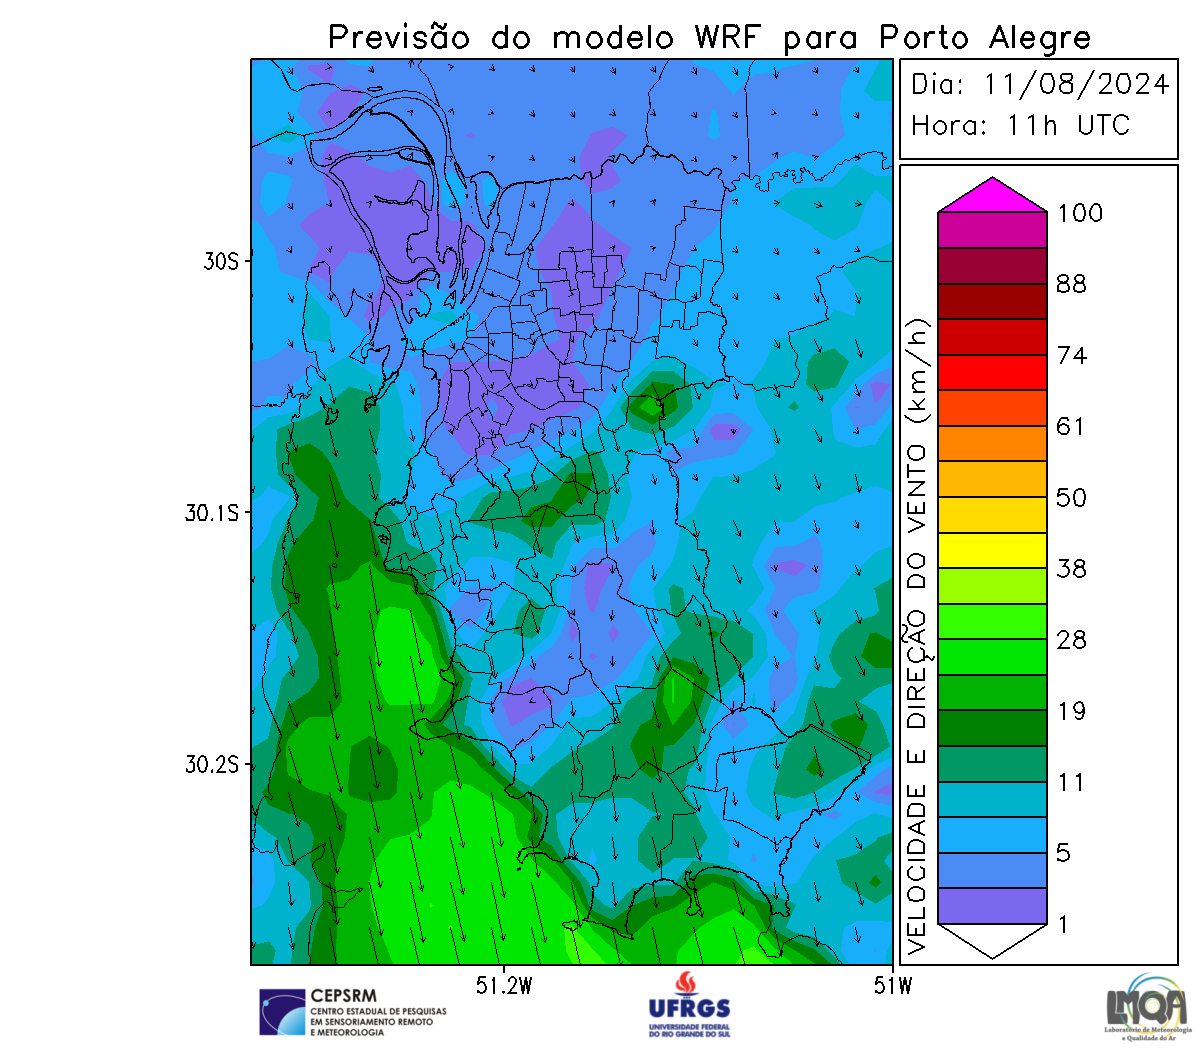 Previsão do modelo WRF para Porto Alegre
Dia: 11/08/2024
Hora: 11h UTC
30S
30.1S
30.2S
51.2W
51W
VELOCIDADE E DIREÇÃO DO VENTO (km/h)
100
88
74
61
50
38
28
19
11
5
1
CEPSRM
CENTRO ESTADUAL DE PESQUISAS
EM SENSORIAMENTO REMOTO
E METEOROLOGIA
UFRGS
UNIVERSIDADE FEDERAL
DO RIO GRANDE DO SUL
LMQA
Laboratório de Meteorologia
e Qualidade do Ar